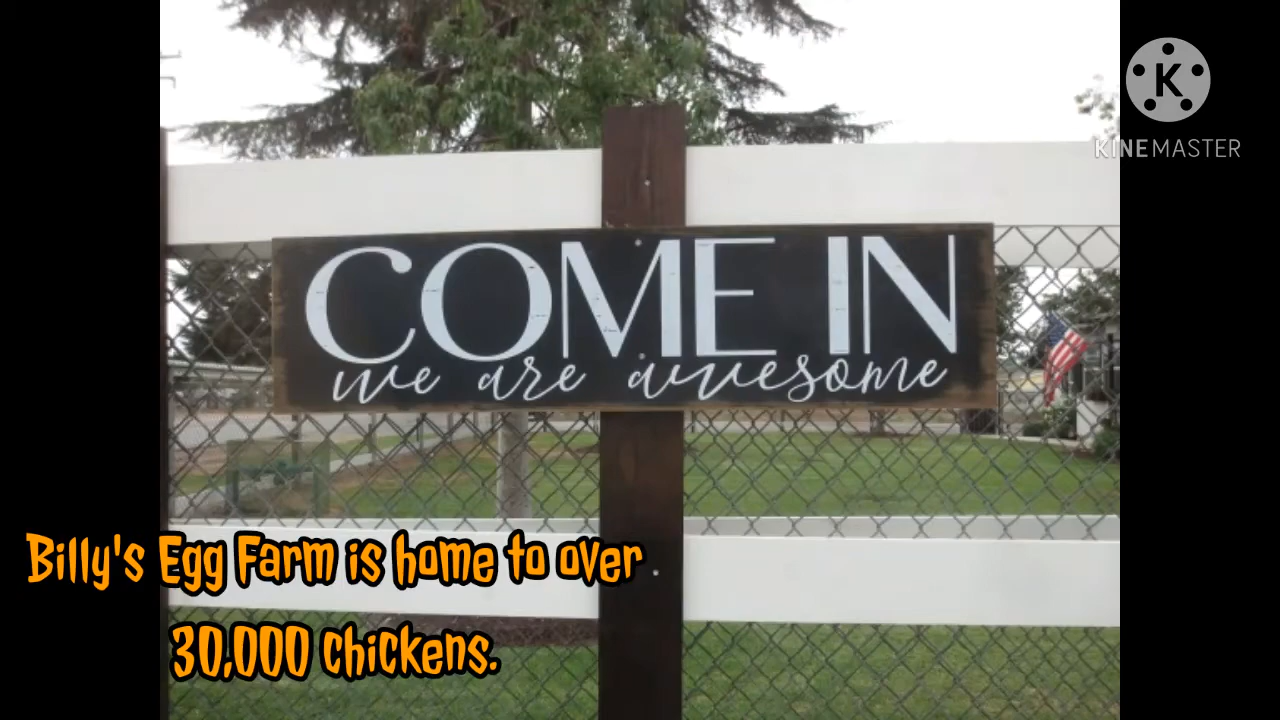 K
KINEMASTER
COME IN
we are awesome
Billy's Egg Farm is home to over
30,000 chickens.